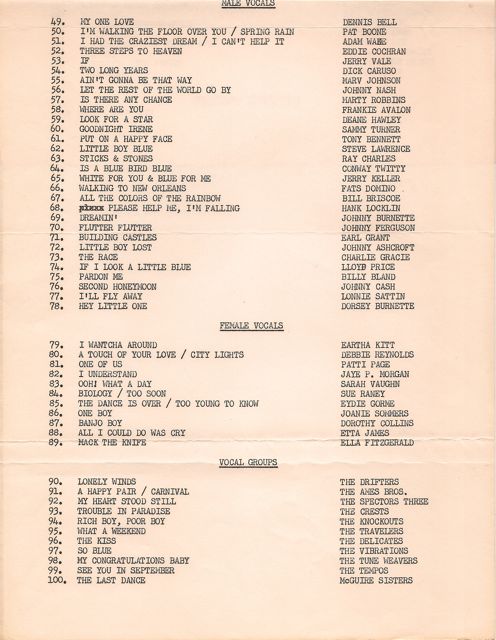 MALE VOCALS
49. MY ONE LOVE DENNIS BELL
50. I'M WALKING THE FLOOR OVER YOU / SPRING RAIN PAT BOONE
51. I HAD THE CRAZIEST DREAM / I CAN'T HELP IT ADAM WADE
52. THREE STEPS TO HEAVEN EDDIE COCHRAN
53. IF JERRY VALE
54. TWO LONG YEARS DICK CARUSO
55. AIN'T GONNA BE THAT WAY MARV JOHNSON
56. LET THE REST OF THE WORLD GO BY JOHNNY NASH
57. IS THERE ANY CHANCE MARTY ROBBINS
58. WHERE ARE YOU FRANKIE AVALON
59. LOOK FOR A STAR DEANE HAWLEY
60. GOODNIGHT IRENE SAMMY TURNER
61. PUT ON A HAPPY FACE TONY BENNETT
62. LITTLE BOY BLUE STEVE LAWRENCE
63. STICKS & STONES RAY CHARLES
64. IS A BLUE BIRD BLUE CONWAY TWITTY
65. WHITE FOR YOU & BLUE FOR ME JERRY KELLER
66. WALKING TO NEW ORLEANS FATS DOMINO
67. ALL THE COLORS OF THE RAINBOW BILL BRISCOE
68. PLEASE HELP ME, I'M FALLING HANK LOCKLIN
69. DREAMIN' JOHNNY BURNETTE
70. FLUTTER FLUTTER JOHNNY FERGUSON
71. BUILDING CASTLES EARL GRANT
72. LITTLE BOY LOST JOHNNY ASHCROFT
73. THE RACE CHARLIE GRACIE
74. IF I LOOK A LITTLE BLUE LLOYD PRICE
75. PARDON ME BILLY BLAND
76. SECOND HONEYMOON JOHNNY CASH
77. I'LL FLY AWAY LONNIE SATTIN
78. HEY LITTLE ONE DORSEY BURNETTE
FEMALE VOCALS
79. I WANTCHA AROUND EARTHA KITT
80. A TOUCH OF YOUR LOVE / CITY LIGHTS DEBBIE REYNOLDS
81. ONE OF US PATTI PAGE
82. I UNDERSTAND JAYE P. MORGAN
83. OOH! WHAT A DAY SARAH VAUGHN
84. BIOLOGY / TOO SOON SUE RANEY
85. THE DANCE IS OVER / TOO YOUNG TO KNOW EYDIE GORME
86. ONE BOY JOANIE SOMMERS
87. BANJO BOY DOROTHY COLLINS
88. ALL I COULD DO WAS CRY ETTA JAMES
89. MACK THE KNIFE ELLA FITZGERALD
VOCAL GROUPS
90. LONELY WINDS THE DRIFTERS
91. A HAPPY PAIR / CARNIVAL THE AMES BROS.
92. MY HEART STOOD STILL THE SPECTORS THREE
93. TROUBLE IN PARADISE THE CRESTS
94. RICH BOY, POOR BOY THE KNOCKOUTS
95. WHAT A WEEKEND THE TRAVELERS
96. THE KISS THE DELICATES
97. SO BLUE THE VIBRATIONS
98. MY CONGRATULATIONS BABY THE TUNE WEAVERS
99. SEE YOU IN SEPTEMBER THE TEMPOS
100. THE LAST DANCE McGUIRE SISTERS